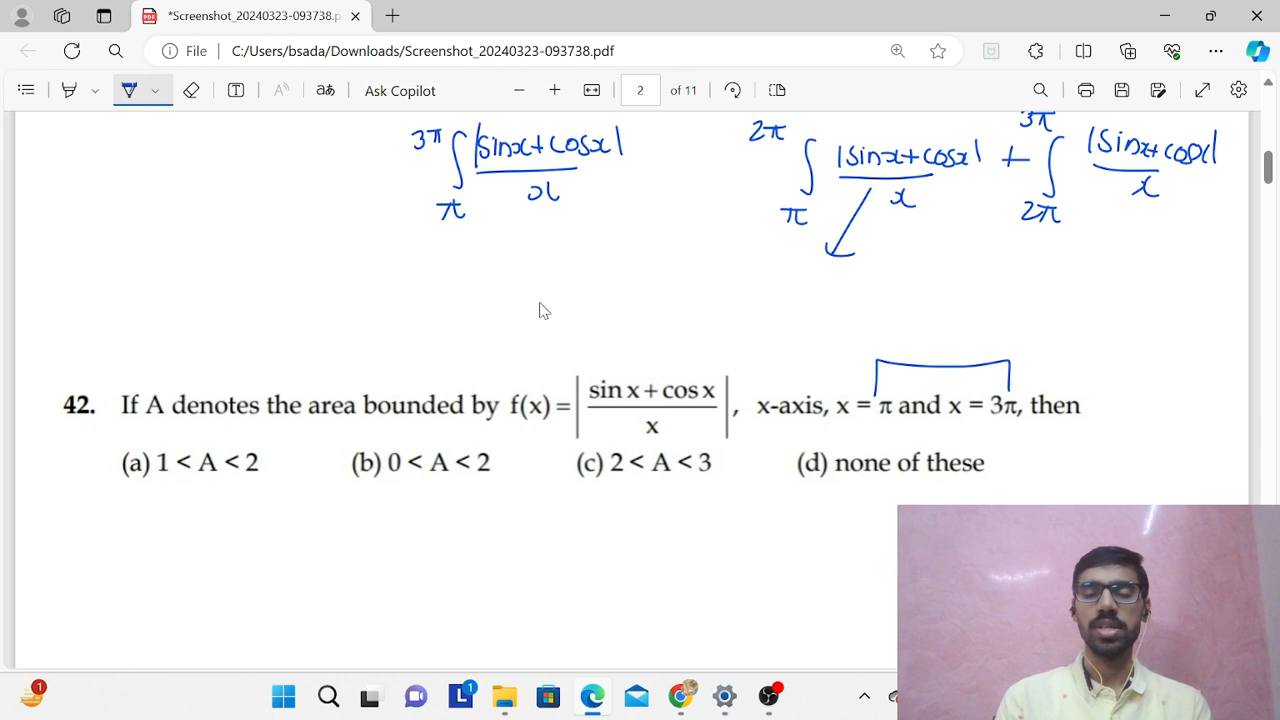 *Screenshot_20240323-093738.p
File C:/Users/bsada/Downloads/Screenshot_20240323-093738.pdf
Ask Copilot 2 of 11
3π ∫ π |sinx+cosx| / x
2π ∫ π |sinx+cosx| / x + 3π ∫ 2π |sinx+cosx| / x
42. If A denotes the area bounded by f(x) = | sin x + cos x / x |, x-axis, x = π and x = 3π, then
(a) 1 < A < 2 (b) 0 < A < 2 (c) 2 < A < 3 (d) none of these
1
1